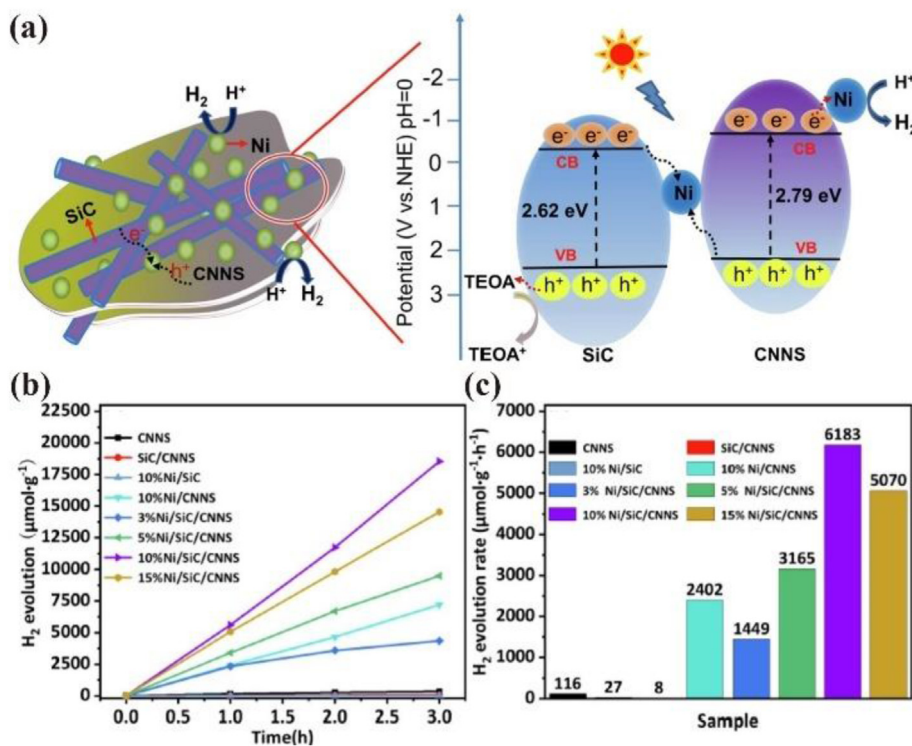 (a)
H₂ H⁺
Ni
SiC
e⁻
h⁺ CNNS
H⁺ H₂
Potential (V vs.NHE) pH=0
-2
-1
0
1
2
3
e⁻ e⁻ e⁻
CB
2.62 eV
VB
h⁺ h⁺ h⁺
TEOA
TEOA⁺
SiC
Ni
e⁻ e⁻ e⁻
CB
2.79 eV
VB
h⁺ h⁺ h⁺
CNNS
Ni
H⁺
H₂
(b)
H₂ evolution (μmol·g⁻¹)
22500
20000
17500
15000
12500
10000
7500
5000
2500
0
CNNS
SiC/CNNS
10%Ni/SiC
10%Ni/CNNS
3%Ni/SiC/CNNS
5%Ni/SiC/CNNS
10%Ni/SiC/CNNS
15%Ni/SiC/CNNS
0.0 0.5 1.0 1.5 2.0 2.5 3.0
Time(h)
(c)
H₂ evolution rate (μmol·g⁻¹·h⁻¹)
7000
6000
5000
4000
3000
2000
1000
0
CNNS SiC/CNNS
10% Ni/SiC 10% Ni/CNNS
3% Ni/SiC/CNNS 5% Ni/SiC/CNNS
10% Ni/SiC/CNNS 15% Ni/SiC/CNNS
116 27 8 2402 1449 3165 6183 5070
Sample